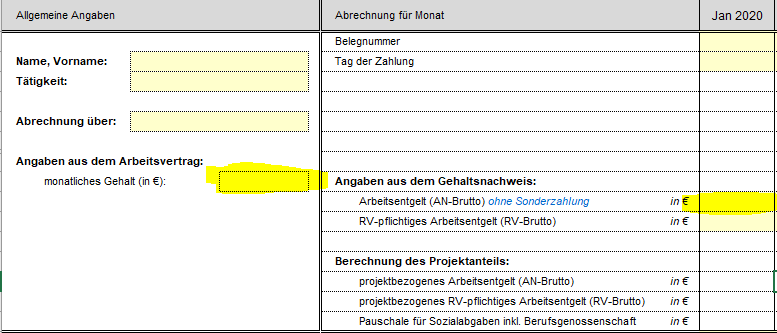 Allgemeine Angaben
Abrechnung für Monat
Jan 2020
Belegnummer
Name, Vorname:
Tag der Zahlung
Tätigkeit:
Abrechnung über:
Angaben aus dem Arbeitsvertrag:
monatliches Gehalt (in €):
Angaben aus dem Gehaltsnachweis:
Arbeitsentgelt (AN-Brutto) ohne Sonderzahlung in €
RV-pflichtiges Arbeitsentgelt (RV-Brutto) in €
Berechnung des Projektanteils:
projektbezogenes Arbeitsentgelt (AN-Brutto) in €
projektbezogenes RV-pflichtiges Arbeitsentgelt (RV-Brutto) in €
Pauschale für Sozialabgaben inkl. Berufsgenossenschaft in €